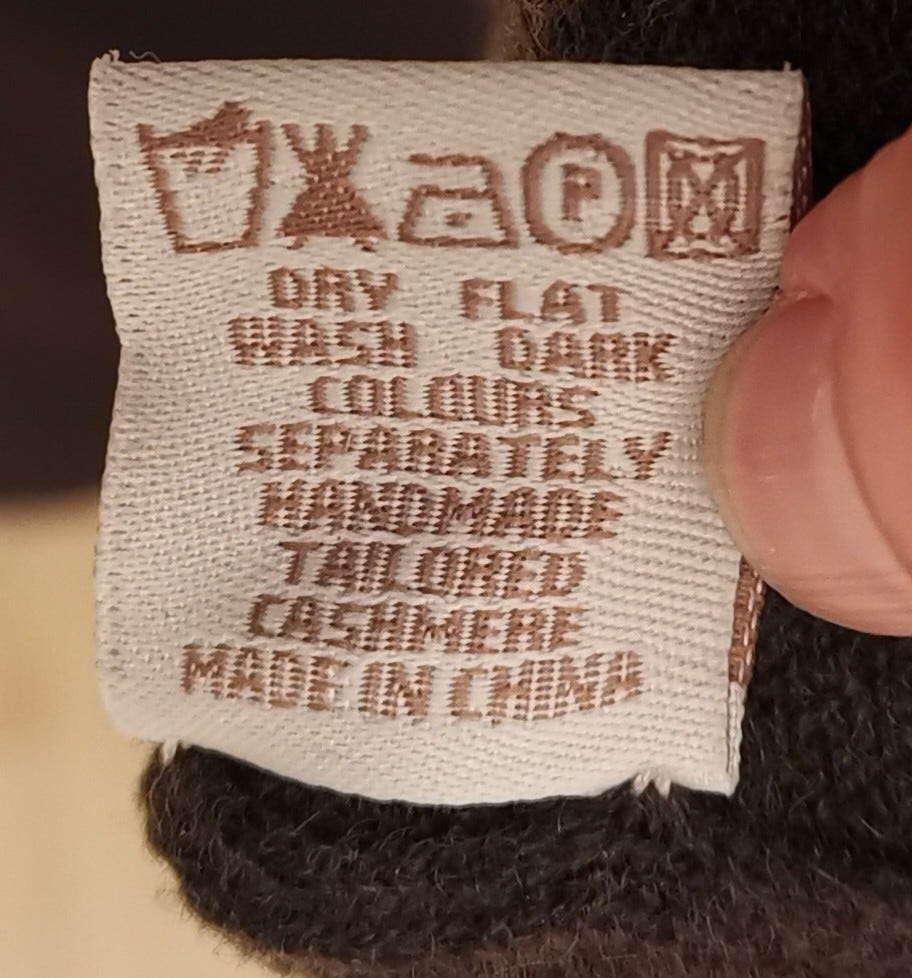 P
DRY FLAT
WASH DARK
COLOURS
SEPARATELY
HANDMADE
TAILORED
CASHMERE
MADE IN CHINA